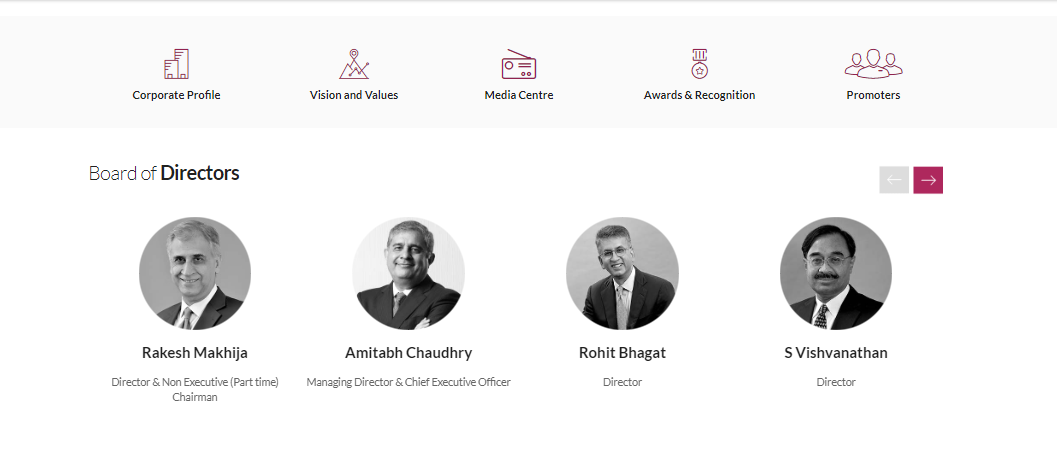 Corporate Profile
Vision and Values
Media Centre
Awards & Recognition
Promoters
Board of Directors
Rakesh Makhija
Amitabh Chaudhry
Rohit Bhagat
S Vishvanathan
Director & Non Executive (Part time)
Chairman
Managing Director & Chief Executive Officer
Director
Director